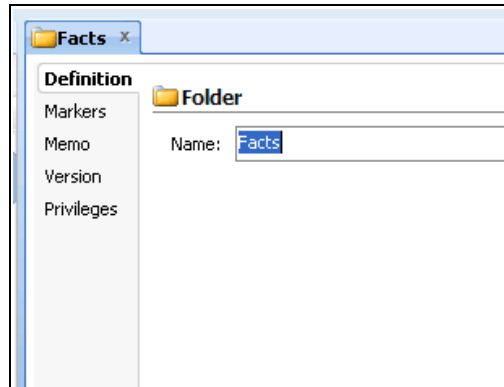 Facts x
Definition
Markers
Memo
Version
Privileges
Folder
Name: Facts